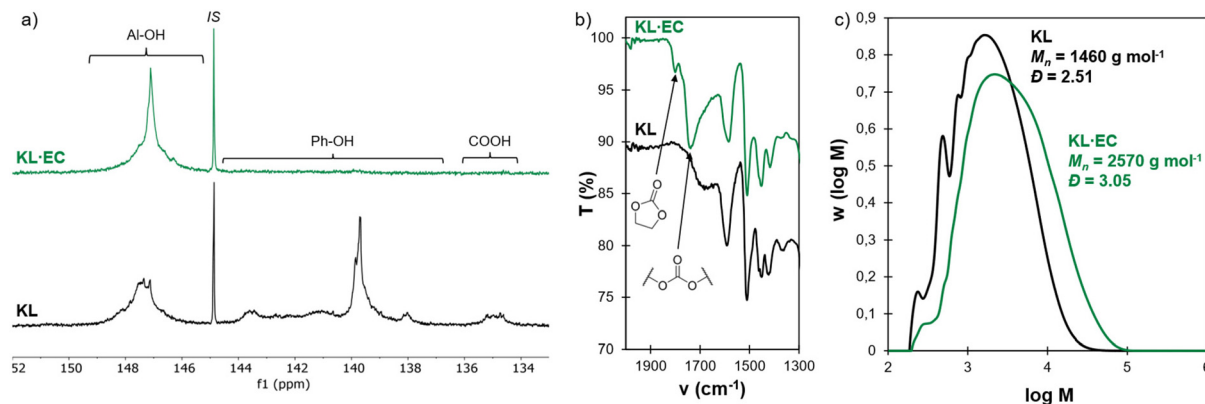 a)
IS
Al-OH
Ph-OH
COOH
KL·EC
KL
52 150 148 146 144 142 140 138 136 134
f1 (ppm)
b)
KL·EC
100
95
90
85
80
75
70
T (%)
KL
O
O O
O
O O
1900 1700 1500 1300
ν (cm-1)
c)
0,9
0,8
0,7
0,6
0,5
0,4
0,3
0,2
0,1
0
w (log M)
KL
Mn = 1460 g mol-1
Đ = 2.51
KL·EC
Mn = 2570 g mol-1
Đ = 3.05
2 3 4 5 6
log M